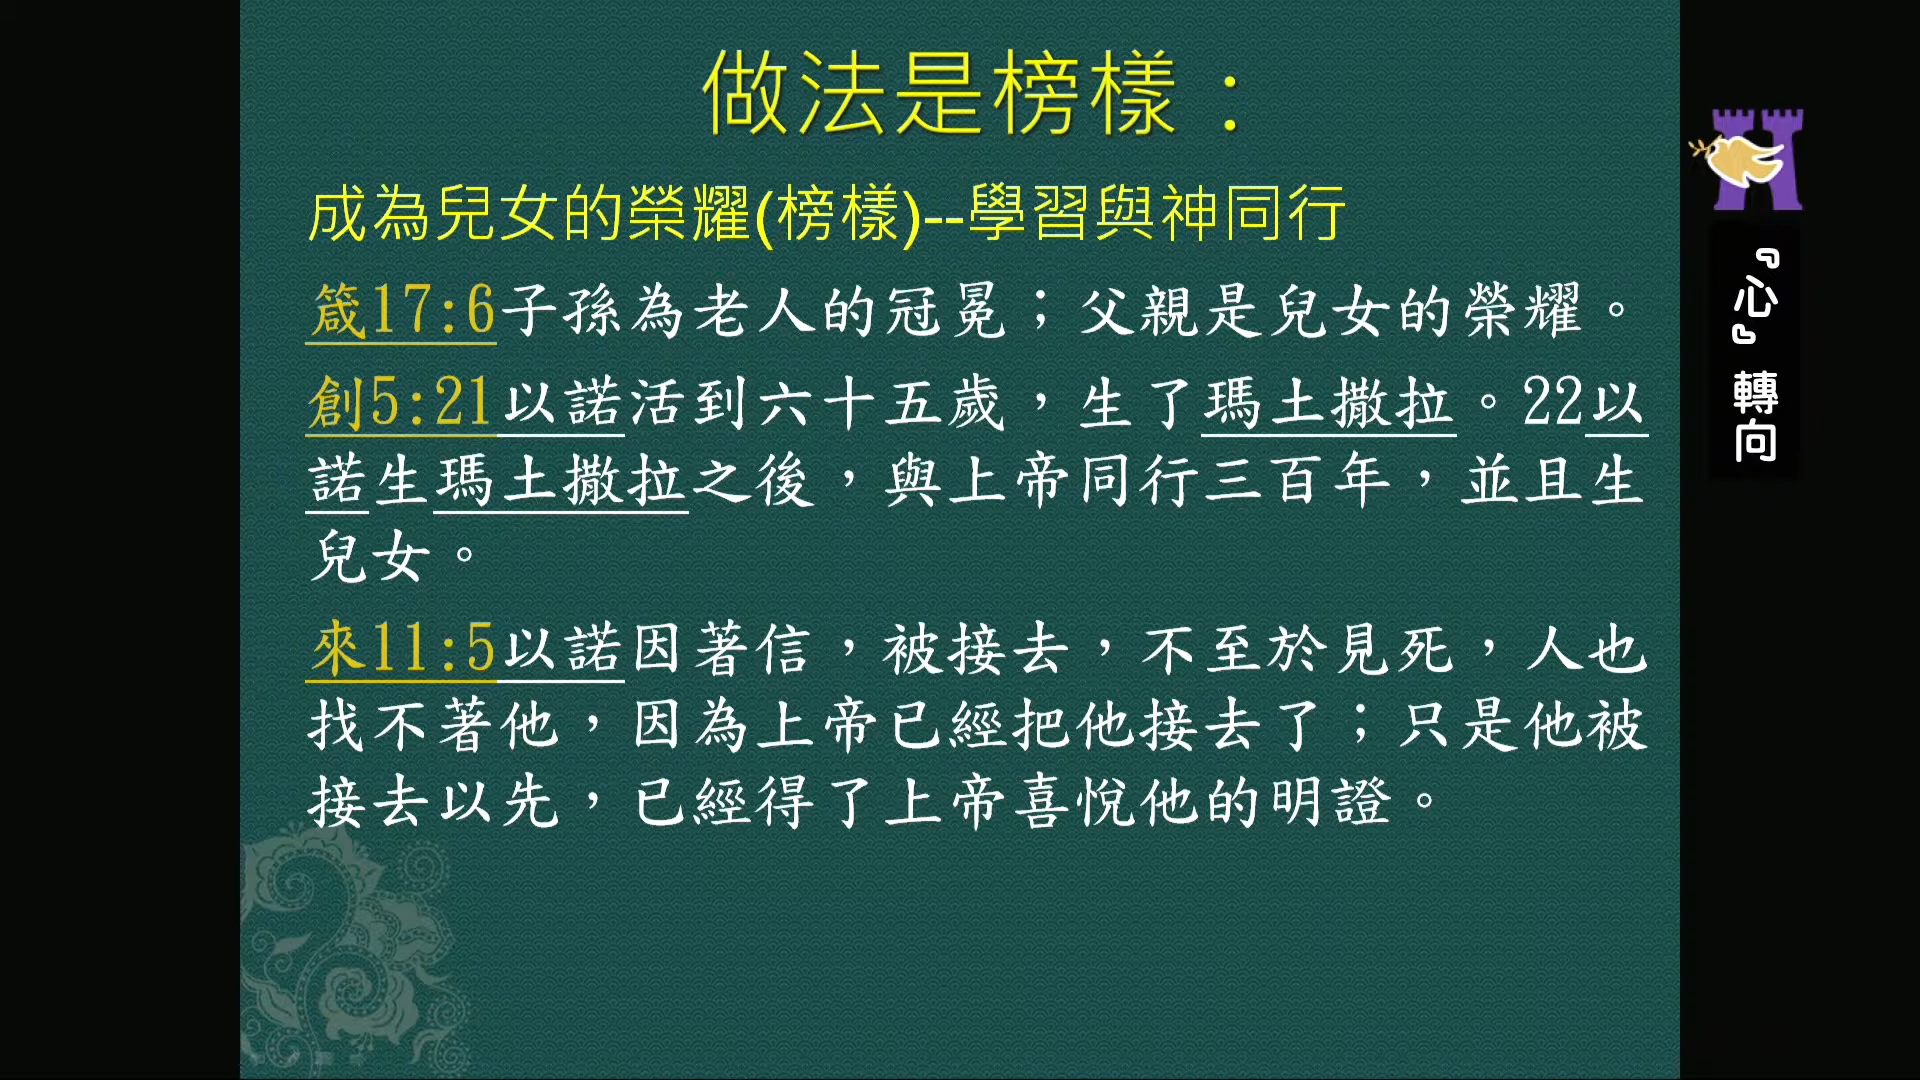 做法是榜樣：
成為兒女的榮耀(榜樣)--學習與神同行
箴17:6子孫為老人的冠冕；父親是兒女的榮耀。
創5:21以諾活到六十五歲，生了瑪土撒拉。22以
諾生瑪土撒拉之後，與上帝同行三百年，並且生
兒女。
來11:5以諾因著信，被接去，不至於見死，人也
找不著他，因為上帝已經把他接去了；只是他被
接去以先，已經得了上帝喜悅他的明證。
『心』轉向